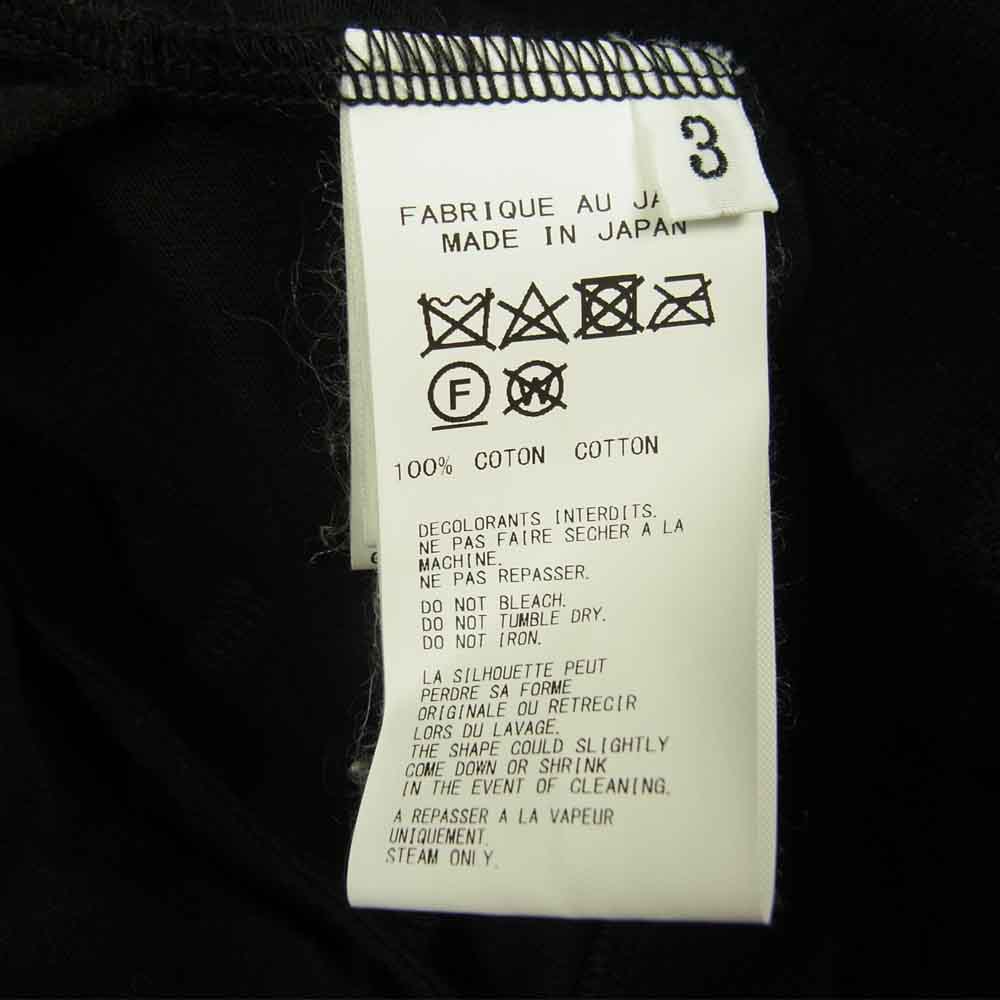 3
FABRIQUE AU JA
MADE IN JAPAN
F W
100% COTON COTTON
DECOLORANTS INTERDITS.
NE PAS FAIRE SECHER A LA
MACHINE.
NE PAS REPASSER.
DO NOT BLEACH.
DO NOT TUMBLE DRY.
DO NOT IRON.
LA SILHOUETTE PEUT
PERDRE SA FORME
ORIGINALE OU RETRECIR
LORS DU LAVAGE.
THE SHAPE COULD SLIGHTLY
COME DOWN OR SHRINK
IN THE EVENT OF CLEANING.
A REPASSER A LA VAPEUR
UNIQUEMENT.
STEAM ONLY.